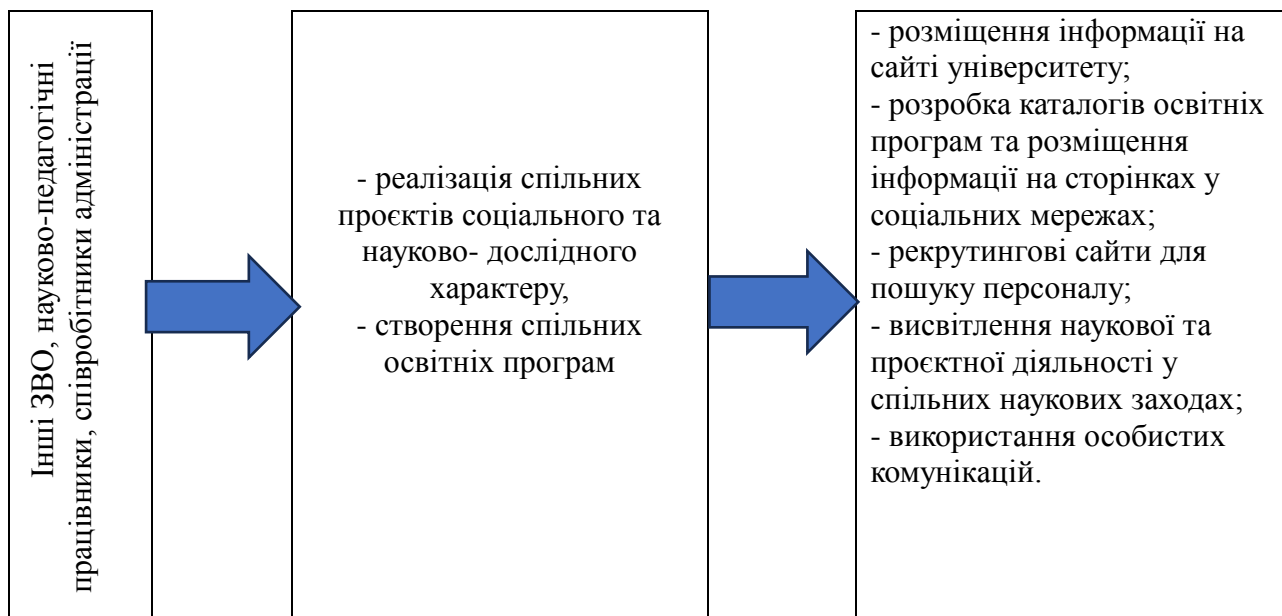 Інші ЗВО, науково-педагогічні
працівники, співробітники адміністрації
- реалізація спільних
проєктів соціального та
науково- дослідного
характеру,
- створення спільних
освітніх програм
- розміщення інформації на
сайті університету;
- розробка каталогів освітніх
програм та розміщення
інформації на сторінках у
соціальних мережах;
- рекрутингові сайти для
пошуку персоналу;
- висвітлення наукової та
проєктної діяльності у
спільних наукових заходах;
- використання особистих
комунікацій.